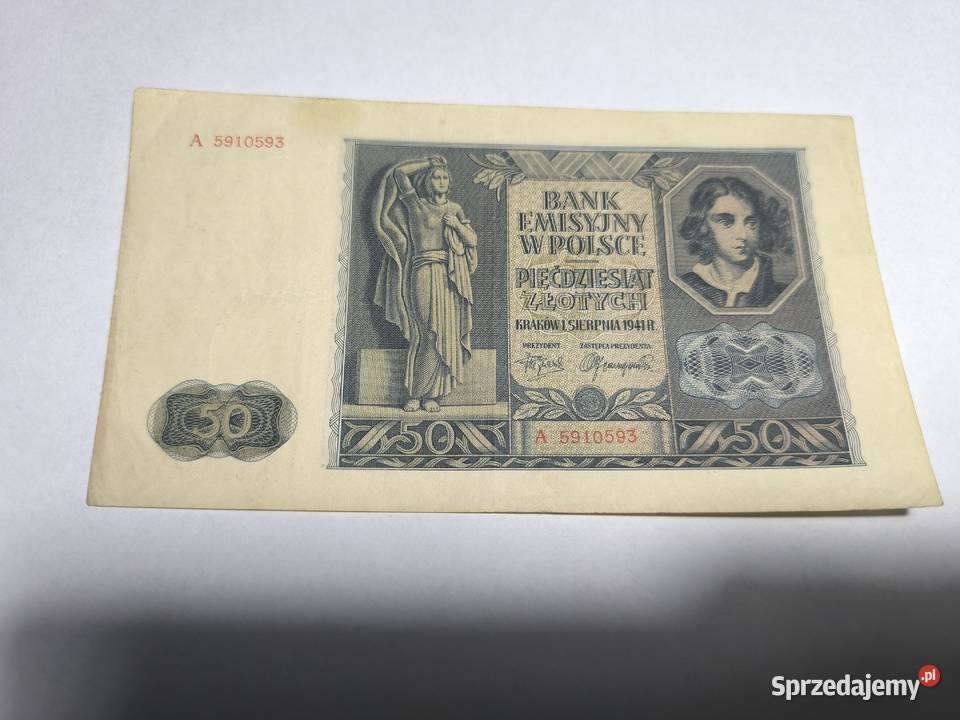 A 5910593
BANK
EMISYJNY
W POLSCE
PIĘĆDZIESIĄT
ZŁOTYCH
KRAKÓW 1. SIERPNIA 1941 R.
PREZYDENT ZASTĘPCA PREZYDENTA
50
50
A 5910593
50
Sprzedajemy.pl